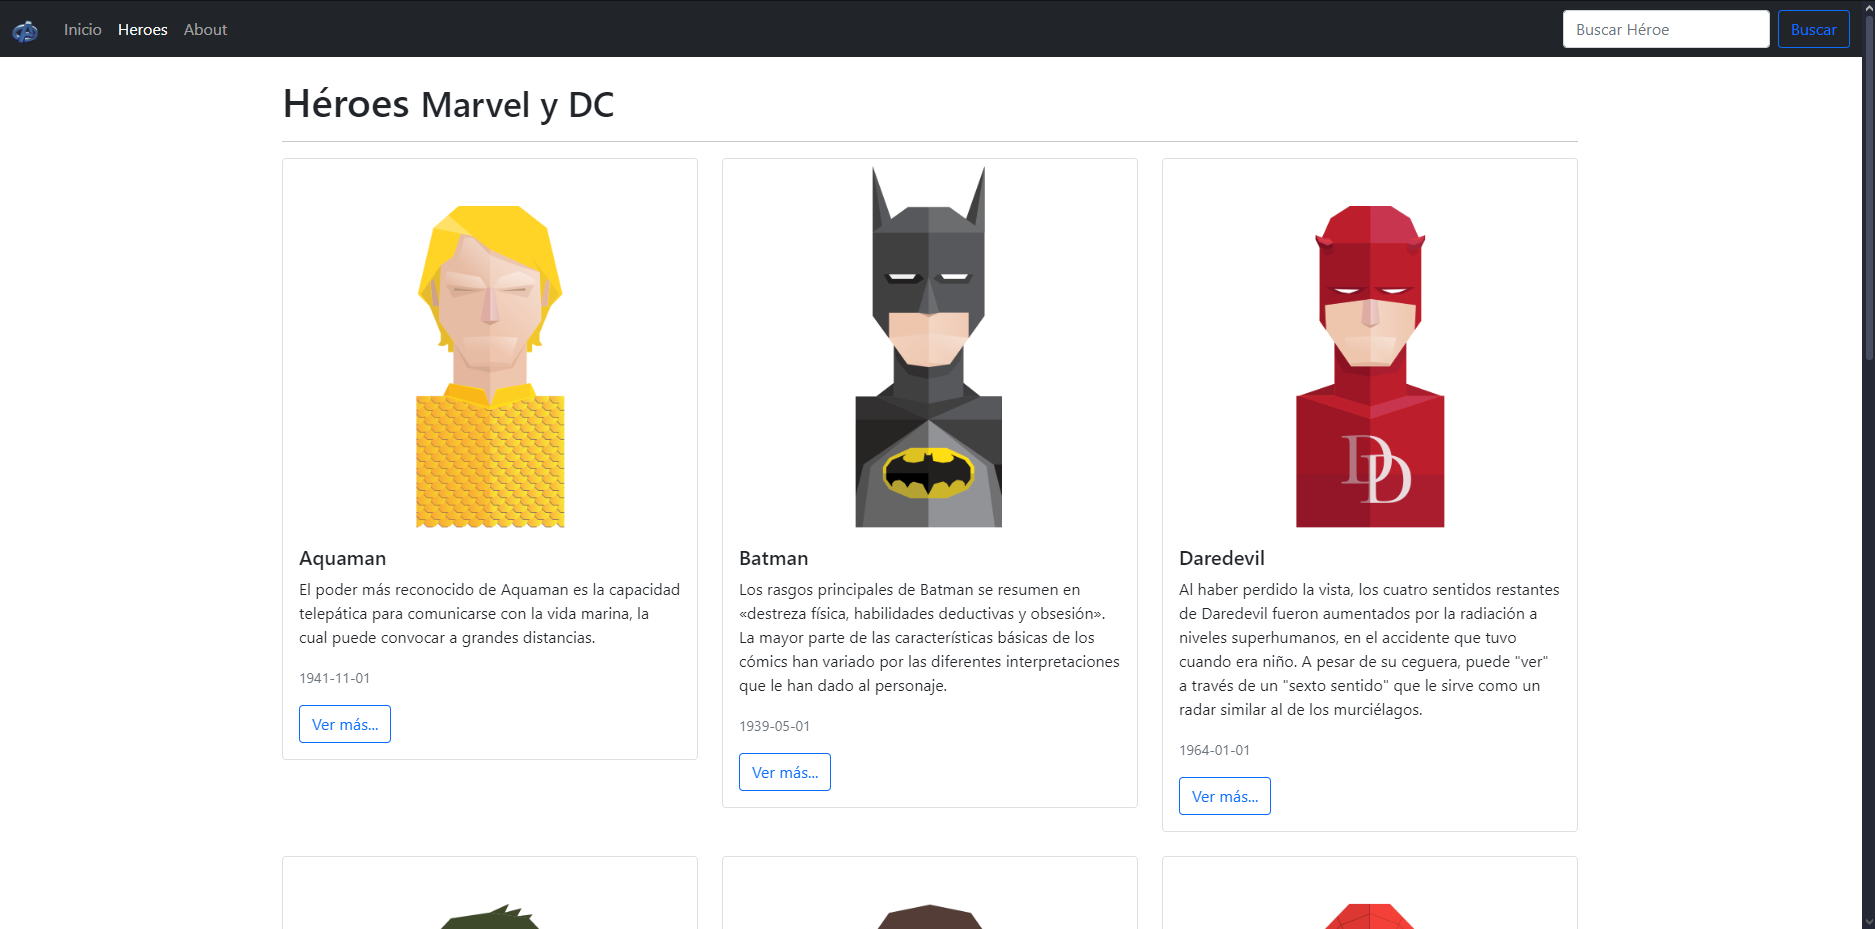 Inicio Heroes About Buscar Héroe Buscar
Héroes Marvel y DC
Aquaman
El poder más reconocido de Aquaman es la capacidad
telepática para comunicarse con la vida marina, la
cual puede convocar a grandes distancias.
1941-11-01
Ver más...
Batman
Los rasgos principales de Batman se resumen en
«destreza física, habilidades deductivas y obsesión».
La mayor parte de las características básicas de los
cómics han variado por las diferentes interpretaciones
que le han dado al personaje.
1939-05-01
Ver más...
DD
Daredevil
Al haber perdido la vista, los cuatro sentidos restantes
de Daredevil fueron aumentados por la radiación a
niveles superhumanos, en el accidente que tuvo
cuando era niño. A pesar de su ceguera, puede "ver"
a través de un "sexto sentido" que le sirve como un
radar similar al de los murciélagos.
1964-01-01
Ver más...